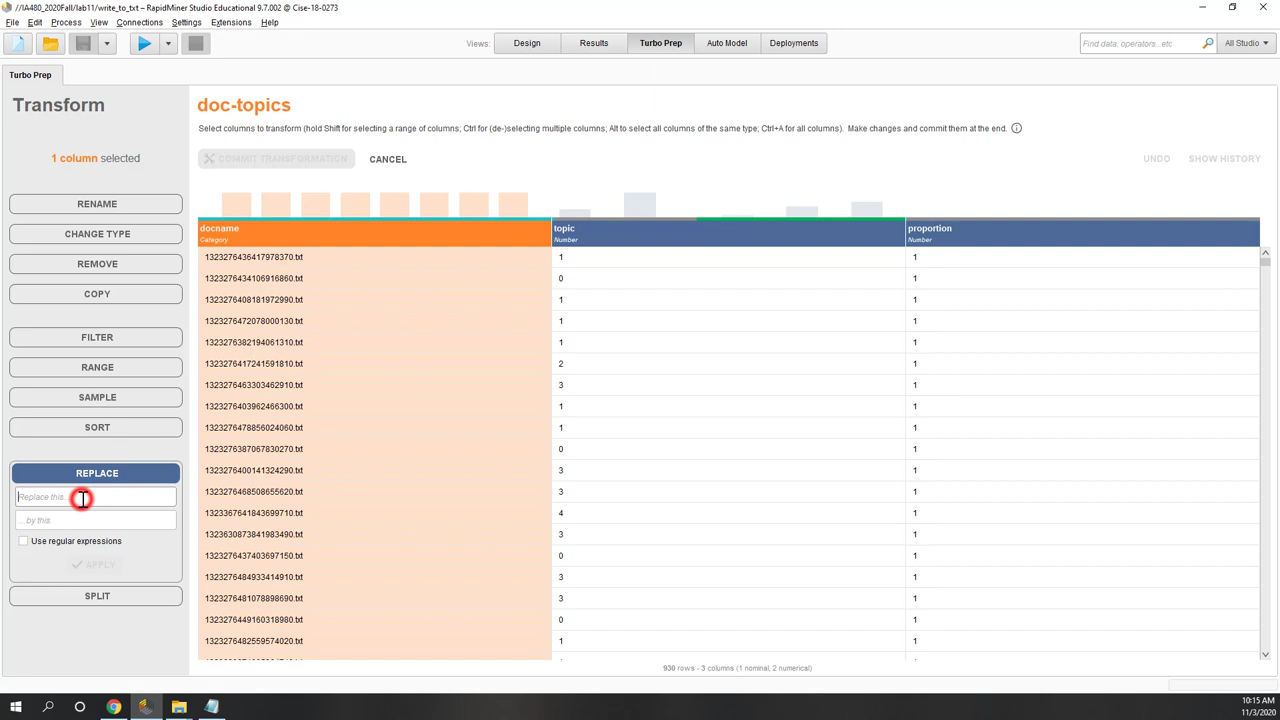 //IA480_2020Fall/lab11/write_to_txt – RapidMiner Studio Educational 9.7.002 @ Cise-18-0273
File Edit Process View Connections Settings Extensions Help
Views: Design Results Turbo Prep Auto Model Deployments Find data, operators...etc All Studio
Turbo Prep
Transform
1 column selected
RENAME
CHANGE TYPE
REMOVE
COPY
FILTER
RANGE
SAMPLE
SORT
REPLACE
Replace this..
...by this.
Use regular expressions
APPLY
SPLIT
doc-topics
Select columns to transform (hold Shift for selecting a range of columns; Ctrl for (de-)selecting multiple columns; Alt to select all columns of the same type; Ctrl+A for all columns). Make changes and commit them at the end.
COMMIT TRANSFORMATION CANCEL UNDO SHOW HISTORY
docname topic proportion
Category Number Number
1323276436417978370.txt 1 1
1323276434106916860.txt 0 1
1323276408181972990.txt 1 1
1323276472078000130.txt 1 1
1323276382194061310.txt 1 1
1323276417241591810.txt 2 1
1323276463303462910.txt 3 1
1323276403962466300.txt 1 1
1323276478856024060.txt 1 1
1323276387067830270.txt 0 1
1323276400141324290.txt 3 1
1323276468508655620.txt 3 1
1323367641843699710.txt 4 1
1323630873841983490.txt 3 1
1323276437403697150.txt 0 1
1323276484933414910.txt 3 1
1323276481078898690.txt 3 1
1323276449160318980.txt 0 1
1323276482559574020.txt 1 1
930 rows - 3 columns (1 nominal, 2 numerical)
10:15 AM
11/3/2020